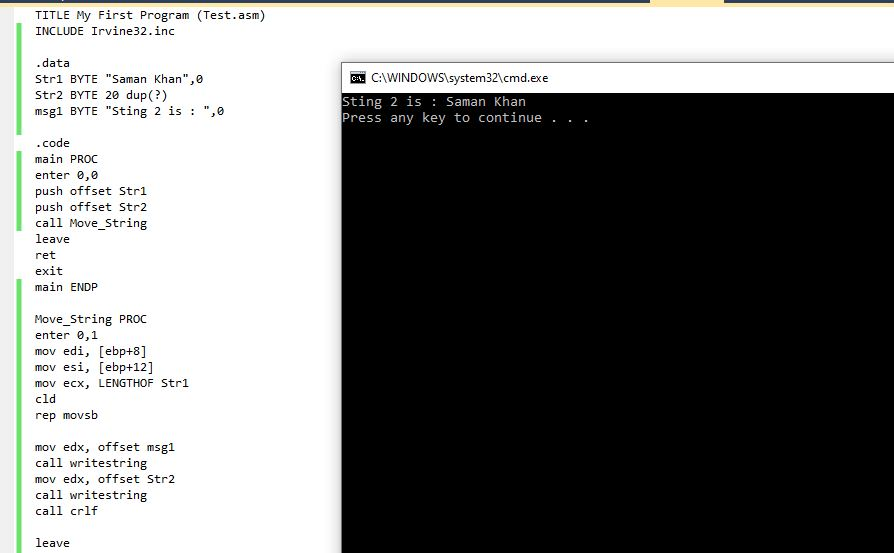 TITLE My First Program (Test.asm)
INCLUDE Irvine32.inc
.data
Str1 BYTE "Saman Khan",0
Str2 BYTE 20 dup(?)
msg1 BYTE "Sting 2 is : ",0
.code
main PROC
enter 0,0
push offset Str1
push offset Str2
call Move_String
leave
ret
exit
main ENDP
Move_String PROC
enter 0,1
mov edi, [ebp+8]
mov esi, [ebp+12]
mov ecx, LENGTHOF Str1
cld
rep movsb
mov edx, offset msg1
call writestring
mov edx, offset Str2
call writestring
call crlf
leave
C:\WINDOWS\system32\cmd.exe
Sting 2 is : Saman Khan
Press any key to continue . . .